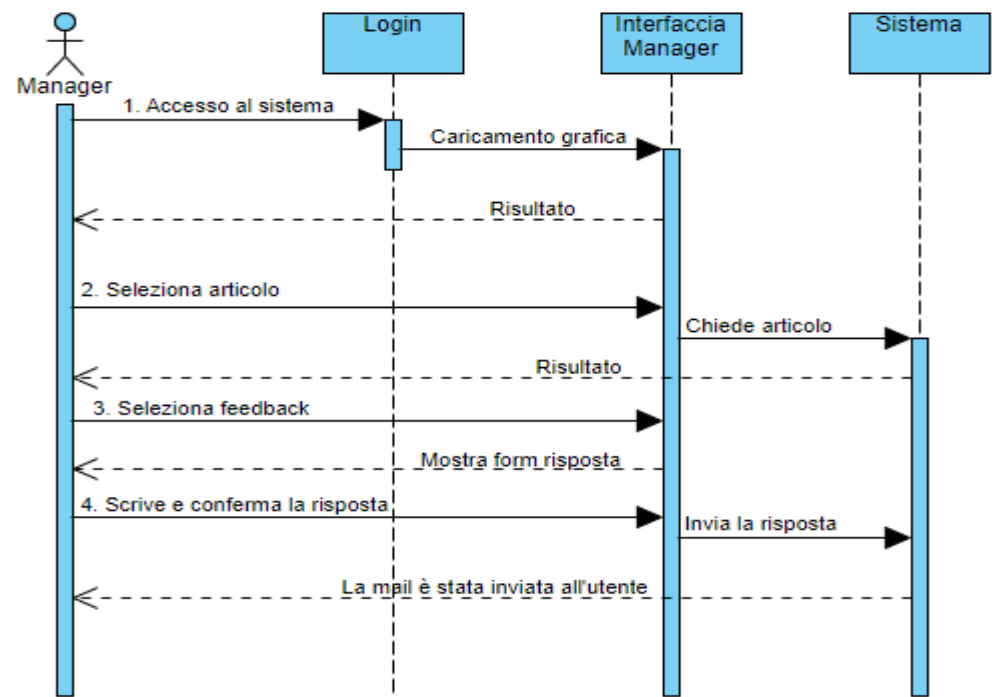 Login
Interfaccia
Manager
Sistema
Manager
1. Accesso al sistema
Caricamento grafica
Risultato
2. Seleziona articolo
Chiede articolo
Risultato
3. Seleziona feedback
Mostra form risposta
4. Scrive e conferma la risposta
Invia la risposta
La mail è stata inviata all'utente